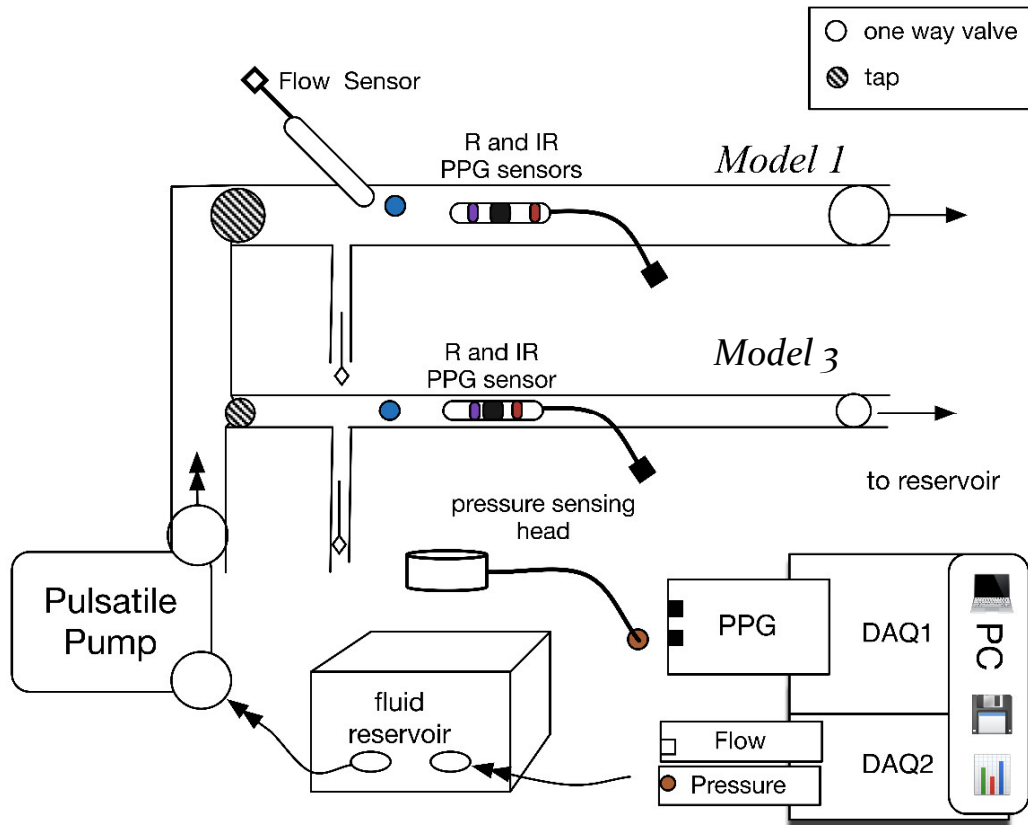 one way valve
tap
Flow Sensor
R and IR
PPG sensors
Model 1
R and IR
PPG sensor
Model 3
to reservoir
pressure sensing
head
Pulsatile
Pump
PPG
DAQ1
PC
fluid
reservoir
Flow
DAQ2
Pressure